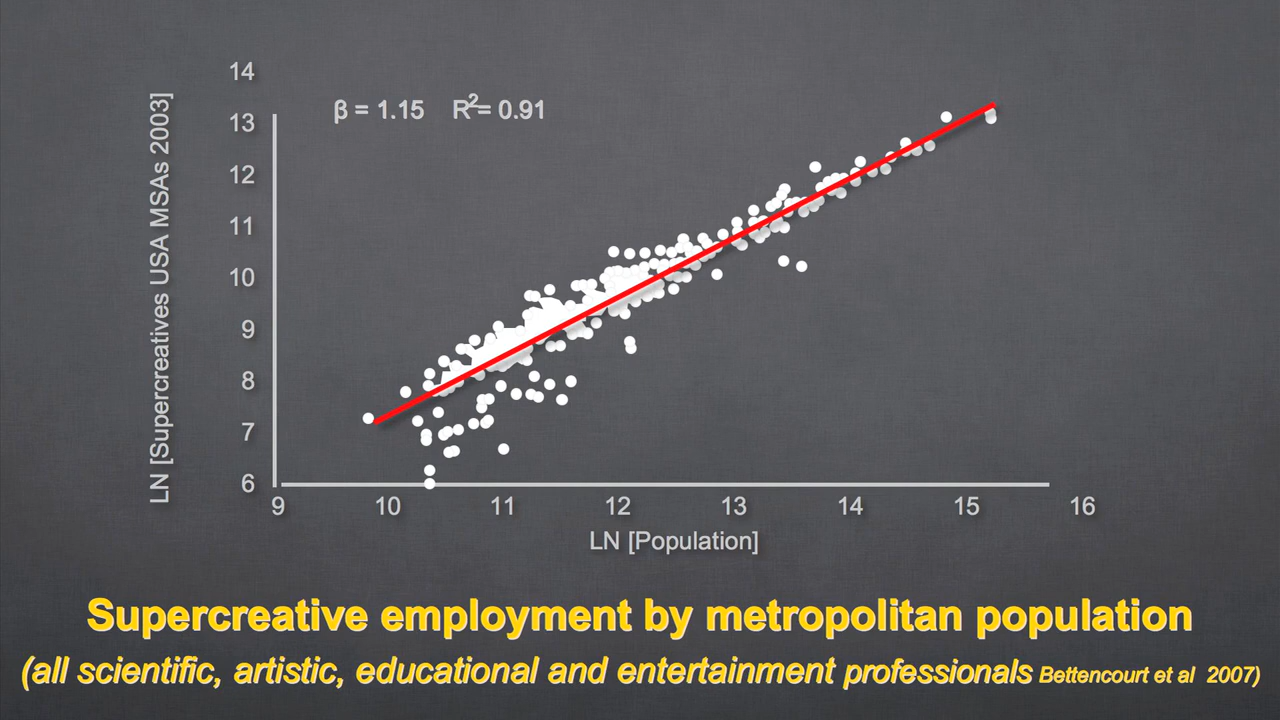 14
β = 1.15 R²= 0.91
13
12
11
10
9
8
7
6
LN [Supercreatives USA MSAs 2003]
9 10 11 12 13 14 15 16
LN [Population]
Supercreative employment by metropolitan population
(all scientific, artistic, educational and entertainment professionals Bettencourt et al 2007)